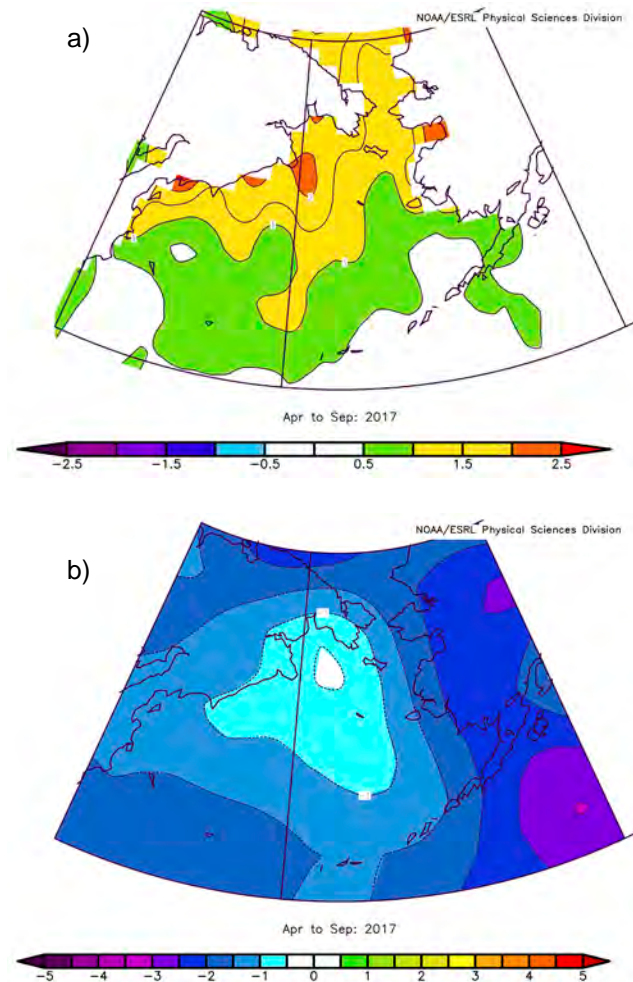 a)
NOAA/ESRL Physical Sciences Division
Apr to Sep: 2017
-2.5 -1.5 -0.5 0.5 1.5 2.5
b)
NOAA/ESRL Physical Sciences Division
Apr to Sep: 2017
-5 -4 -3 -2 -1 0 1 2 3 4 5